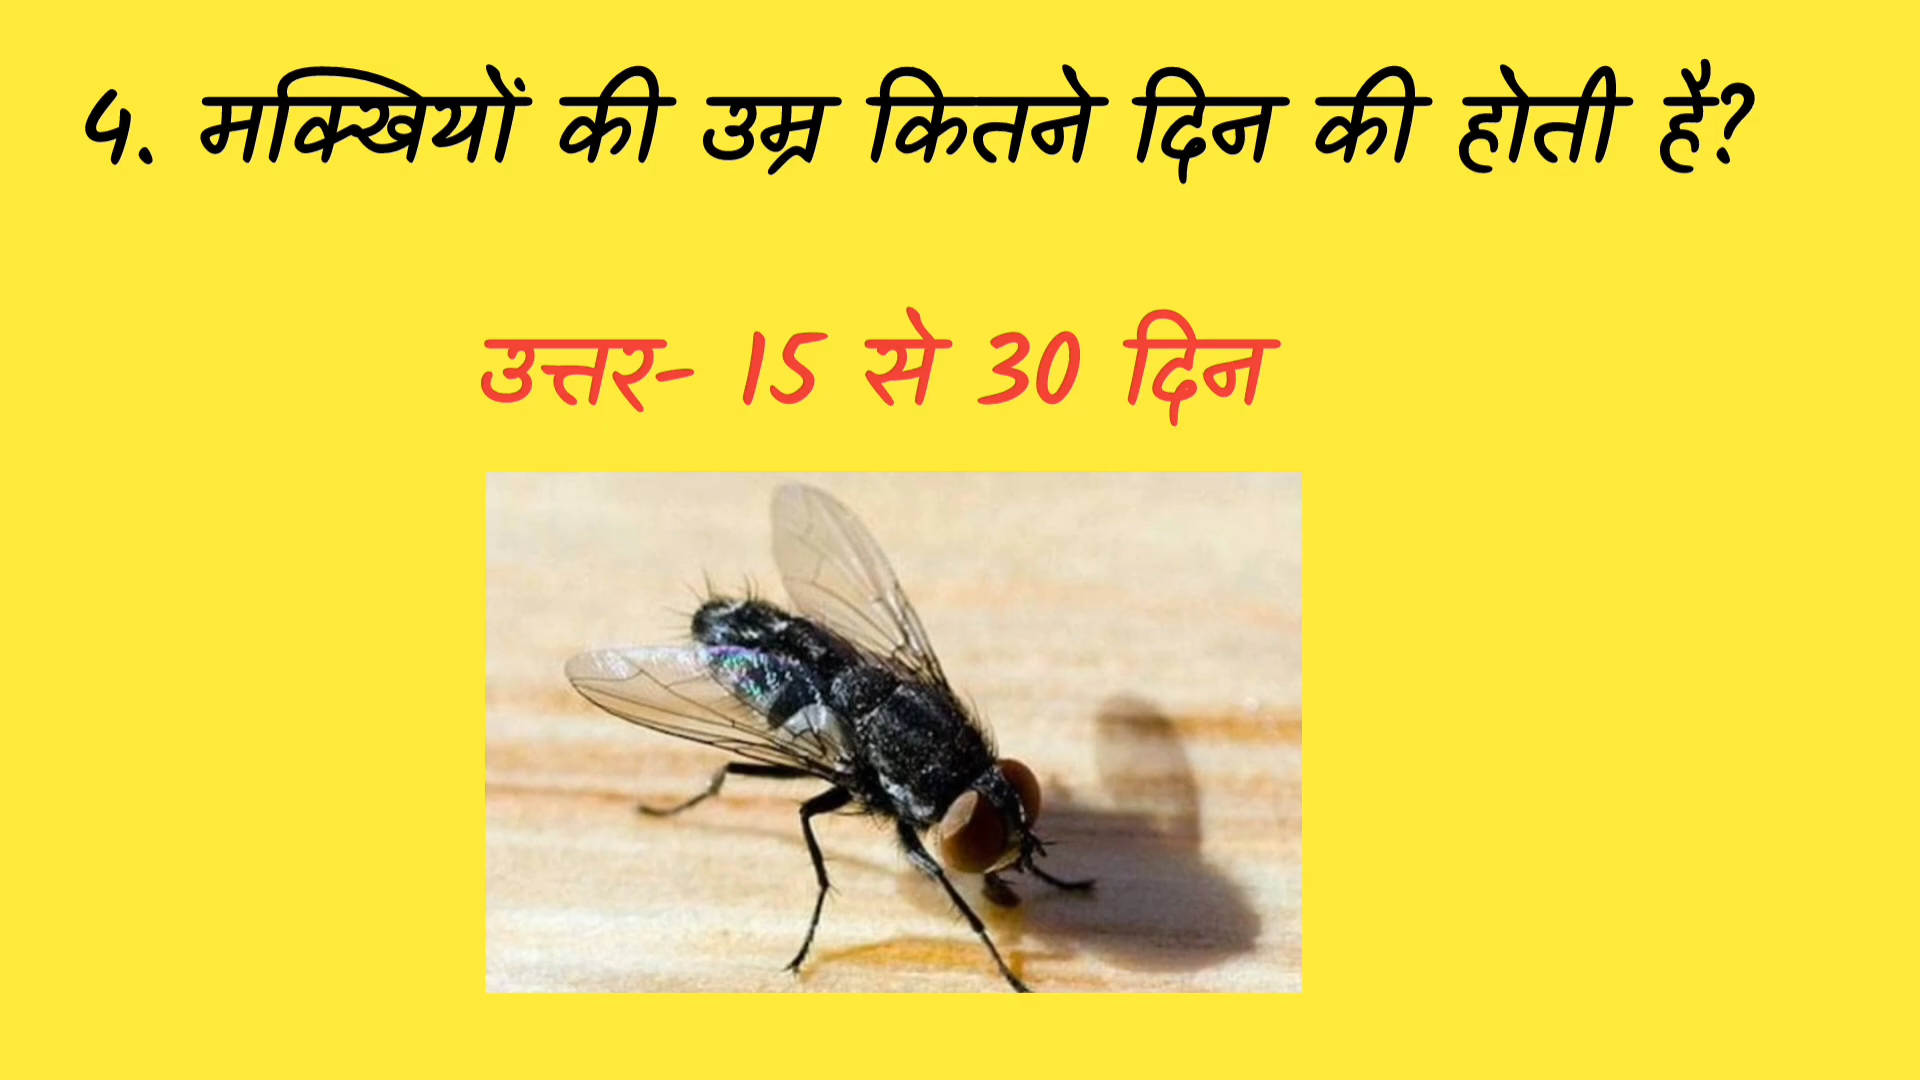 4. मक्खियों की उम्र कितने दिन की होती है?
उत्तर- 15 से 30 दिन